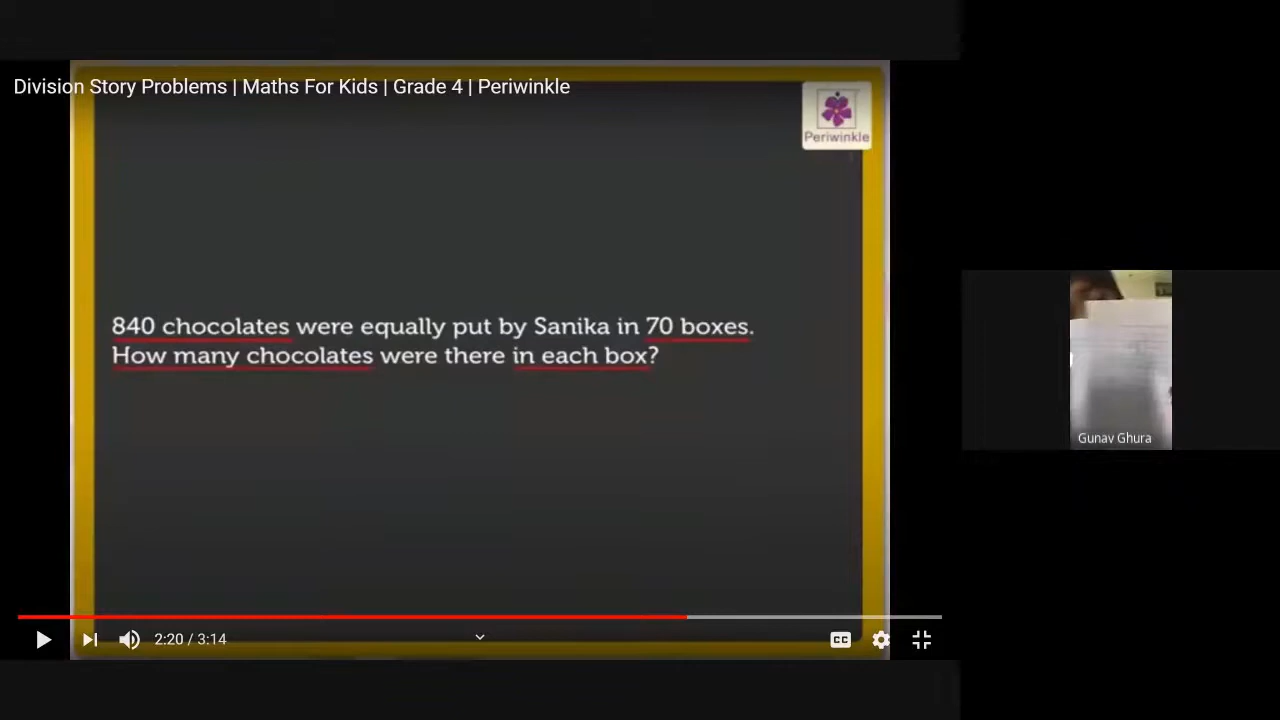 Division Story Problems | Maths For Kids | Grade 4 | Periwinkle
Periwinkle
840 chocolates were equally put by Sanika in 70 boxes.
How many chocolates were there in each box?
Gunav Ghura
2:20 / 3:14
CC